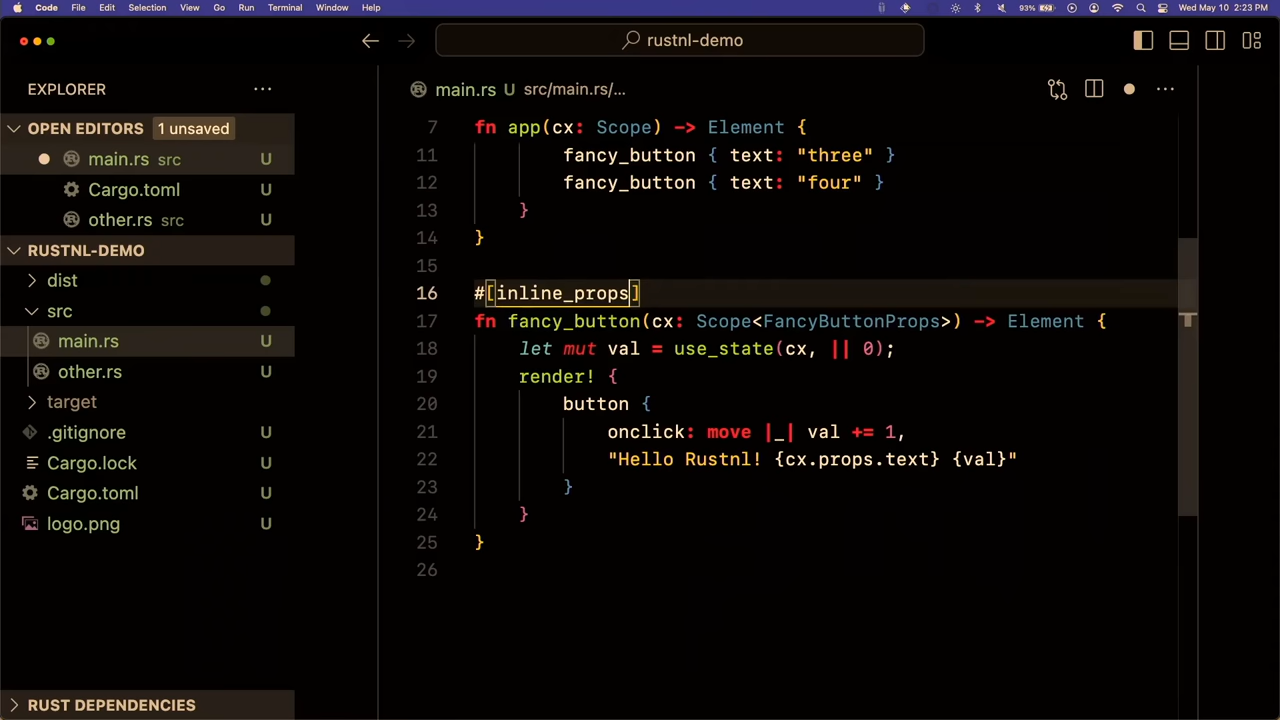 Code File Edit Selection View Go Run Terminal Window Help 93% Wed May 10 2:23 PM
rustnl-demo
EXPLORER ...
main.rs U src/main.rs/... ...
OPEN EDITORS 1 unsaved
main.rs src U
Cargo.toml U
other.rs src U
RUSTNL-DEMO
dist
src
main.rs U
other.rs U
target
.gitignore U
Cargo.lock U
Cargo.toml U
logo.png U
RUST DEPENDENCIES
7 fn app(cx: Scope) -> Element {
11 fancy_button { text: "three" }
12 fancy_button { text: "four" }
13 }
14 }
15
16 #[inline_props]
17 fn fancy_button(cx: Scope<FancyButtonProps>) -> Element {
18 let mut val = use_state(cx, || 0);
19 render! {
20 button {
21 onclick: move |_| val += 1,
22 "Hello Rustnl! {cx.props.text} {val}"
23 }
24 }
25 }
26